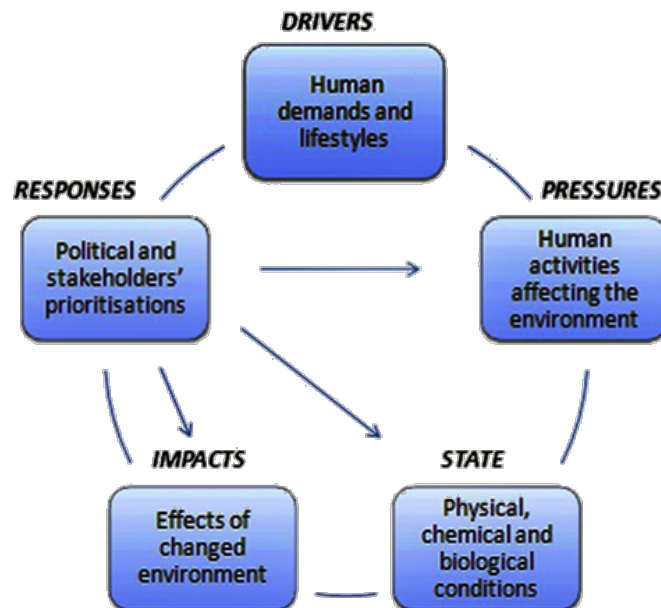 DRIVERS
Human
demands and
lifestyles
RESPONSES
Political and
stakeholders'
prioritisations
PRESSURES
Human
activities
affecting the
environment
IMPACTS
Effects of
changed
environment
STATE
Physical,
chemical and
biological
conditions